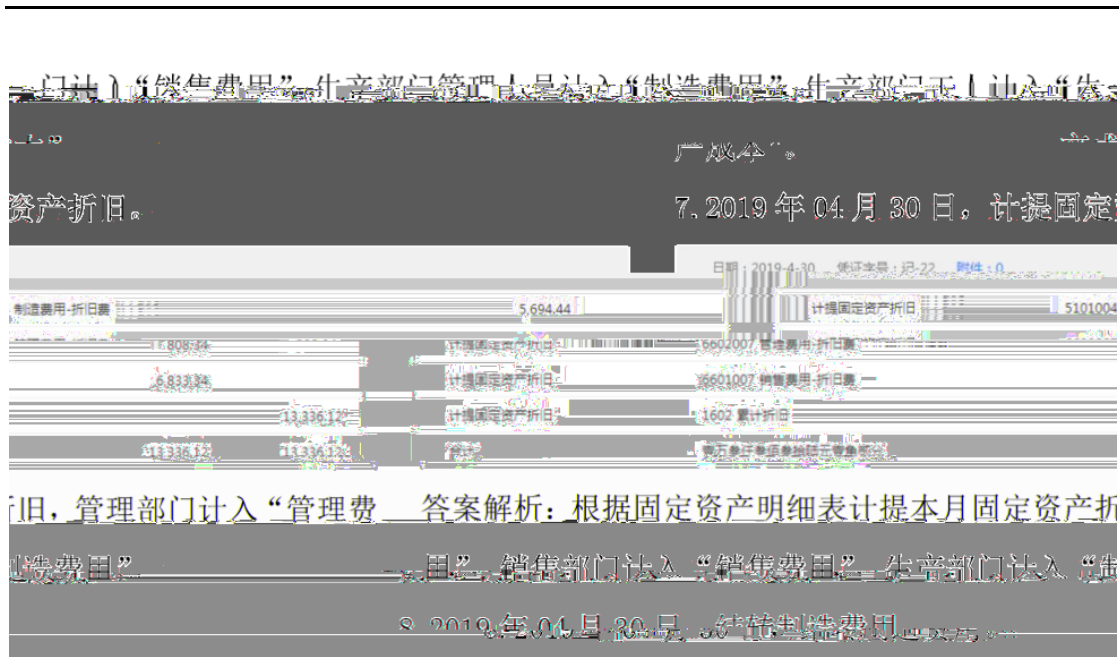 门计入“销售费用” 生产部门管理人员计入“制造费用” 生产部门工人计入“生
产成本”。
资产折旧。 7. 2019 年 04 月 30 日，计提固定
日期：2019-4-30 凭证字号：记-22 附件：0
制造费用-折旧费 5,694.44 计提固定资产折旧 5101004
808.34 计提固定资产折旧 6602007 管理费用-折旧费
6,833.34 计提固定资产折旧 6601007 销售费用-折旧费
13,336.12 计提固定资产折旧 1602 累计折旧
13,336.12 13,336.12 合计
旧，管理部门计入“管理费 答案解析：根据固定资产明细表计提本月固定资产折
制造费用” 用”，销售部门计入“销售费用” 生产部门计入“制
8. 2019 年 04 月 30 日，结转制造费用